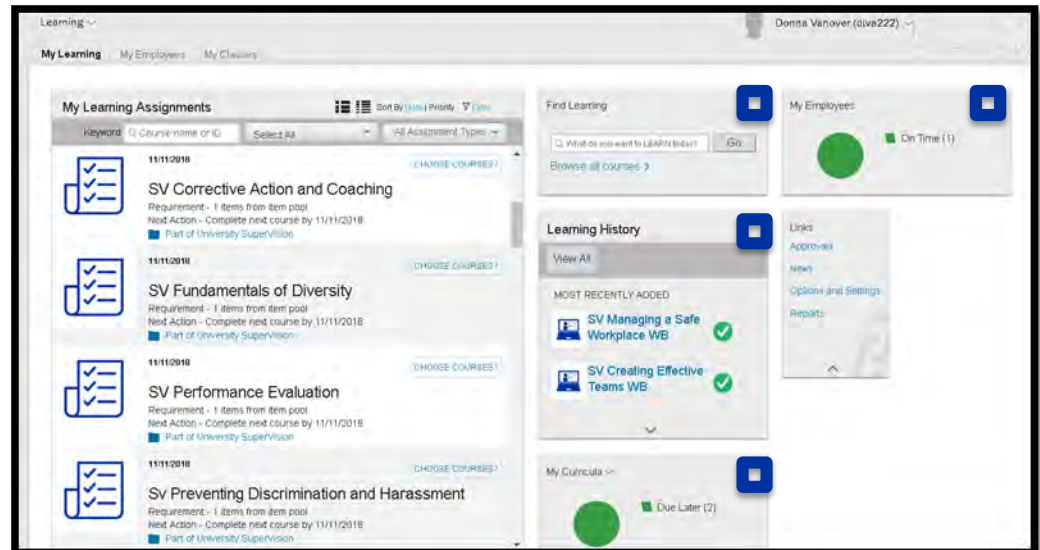 Learning
Donna Vanover (diva222)
My Learning
My Employees
My Classes
My Learning Assignments
Sort By Date | Priority
Keyword
Course name or ID
Select All
All Assignment Types
11/11/2018
CHOOSE COURSES
SV Corrective Action and Coaching
Requirement - 1 items from item pool
Next Action - Complete next course by 11/11/2018
Part of University SuperVision
11/11/2018
CHOOSE COURSES
SV Fundamentals of Diversity
Requirement - 1 items from item pool
Next Action - Complete next course by 11/11/2018
Part of University SuperVision
11/11/2018
CHOOSE COURSES
SV Performance Evaluation
Requirement - 1 items from item pool
Next Action - Complete next course by 11/11/2018
Part of University SuperVision
11/11/2018
CHOOSE COURSES
Sv Preventing Discrimination and Harassment
Requirement - 1 items from item pool
Next Action - Complete next course by 11/11/2018
Part of University SuperVision
Find Learning
What do you want to LEARN today?
Go
Browse all courses >
Learning History
View All
MOST RECENTLY ADDED
SV Managing a Safe
Workplace WB
SV Creating Effective
Teams WB
My Curricula
Due Later (2)
My Employees
On Time (1)
Links
Approvals
News
Options and Settings
Reports